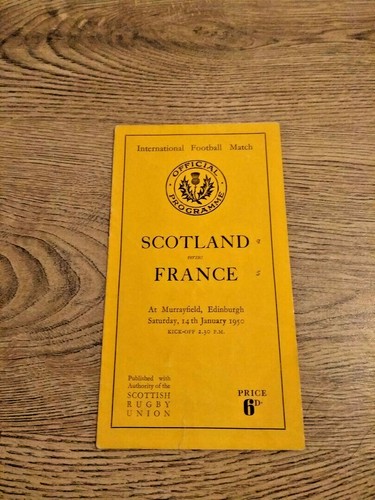 International Football Match
OFFICIAL
PROGRAMME
SCOTLAND
versus
FRANCE
At Murrayfield, Edinburgh
Saturday, 14th January 1950
KICK-OFF 2.30 P.M.
Published with
Authority of the
SCOTTISH
RUGBY
UNION
PRICE
6D.